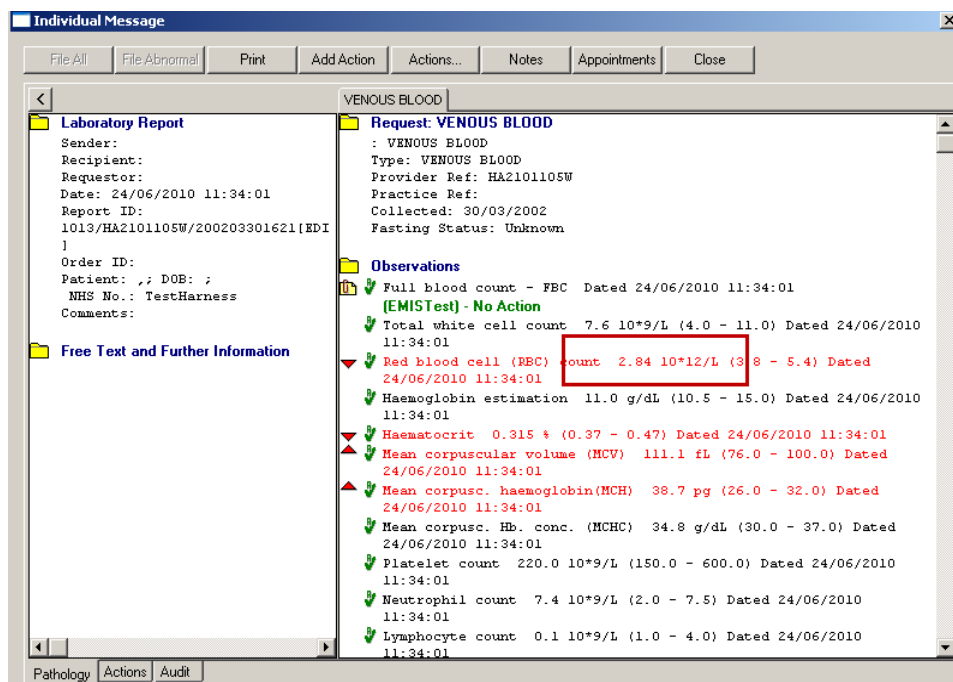 Individual Message
File All File Abnormal Print Add Action Actions... Notes Appointments Close
<
Laboratory Report
Sender:
Recipient:
Requestor:
Date: 24/06/2010 11:34:01
Report ID:
1013/HA2101105W/200203301621[EDI
]
Order ID:
Patient: ,; DOB: ;
NHS No.: TestHarness
Comments:
Free Text and Further Information
VENOUS BLOOD
Request: VENOUS BLOOD
: VENOUS BLOOD
Type: VENOUS BLOOD
Provider Ref: HA2101105W
Practice Ref:
Collected: 30/03/2002
Fasting Status: Unknown
Observations
Full blood count - FBC Dated 24/06/2010 11:34:01
(EMISTest) - No Action
Total white cell count 7.6 10*9/L (4.0 - 11.0) Dated 24/06/2010
11:34:01
Red blood cell (RBC) count 2.84 10*12/L (3.8 - 5.4) Dated
24/06/2010 11:34:01
Haemoglobin estimation 11.0 g/dL (10.5 - 15.0) Dated 24/06/2010
11:34:01
Haematocrit 0.315 % (0.37 - 0.47) Dated 24/06/2010 11:34:01
Mean corpuscular volume (MCV) 111.1 fL (76.0 - 100.0) Dated
24/06/2010 11:34:01
Mean corpusc. haemoglobin(MCH) 38.7 pg (26.0 - 32.0) Dated
24/06/2010 11:34:01
Mean corpusc. Hb. conc. (MCHC) 34.8 g/dL (30.0 - 37.0) Dated
24/06/2010 11:34:01
Platelet count 220.0 10*9/L (150.0 - 600.0) Dated 24/06/2010
11:34:01
Neutrophil count 7.4 10*9/L (2.0 - 7.5) Dated 24/06/2010
11:34:01
Lymphocyte count 0.1 10*9/L (1.0 - 4.0) Dated 24/06/2010
11:34:01
Pathology Actions Audit